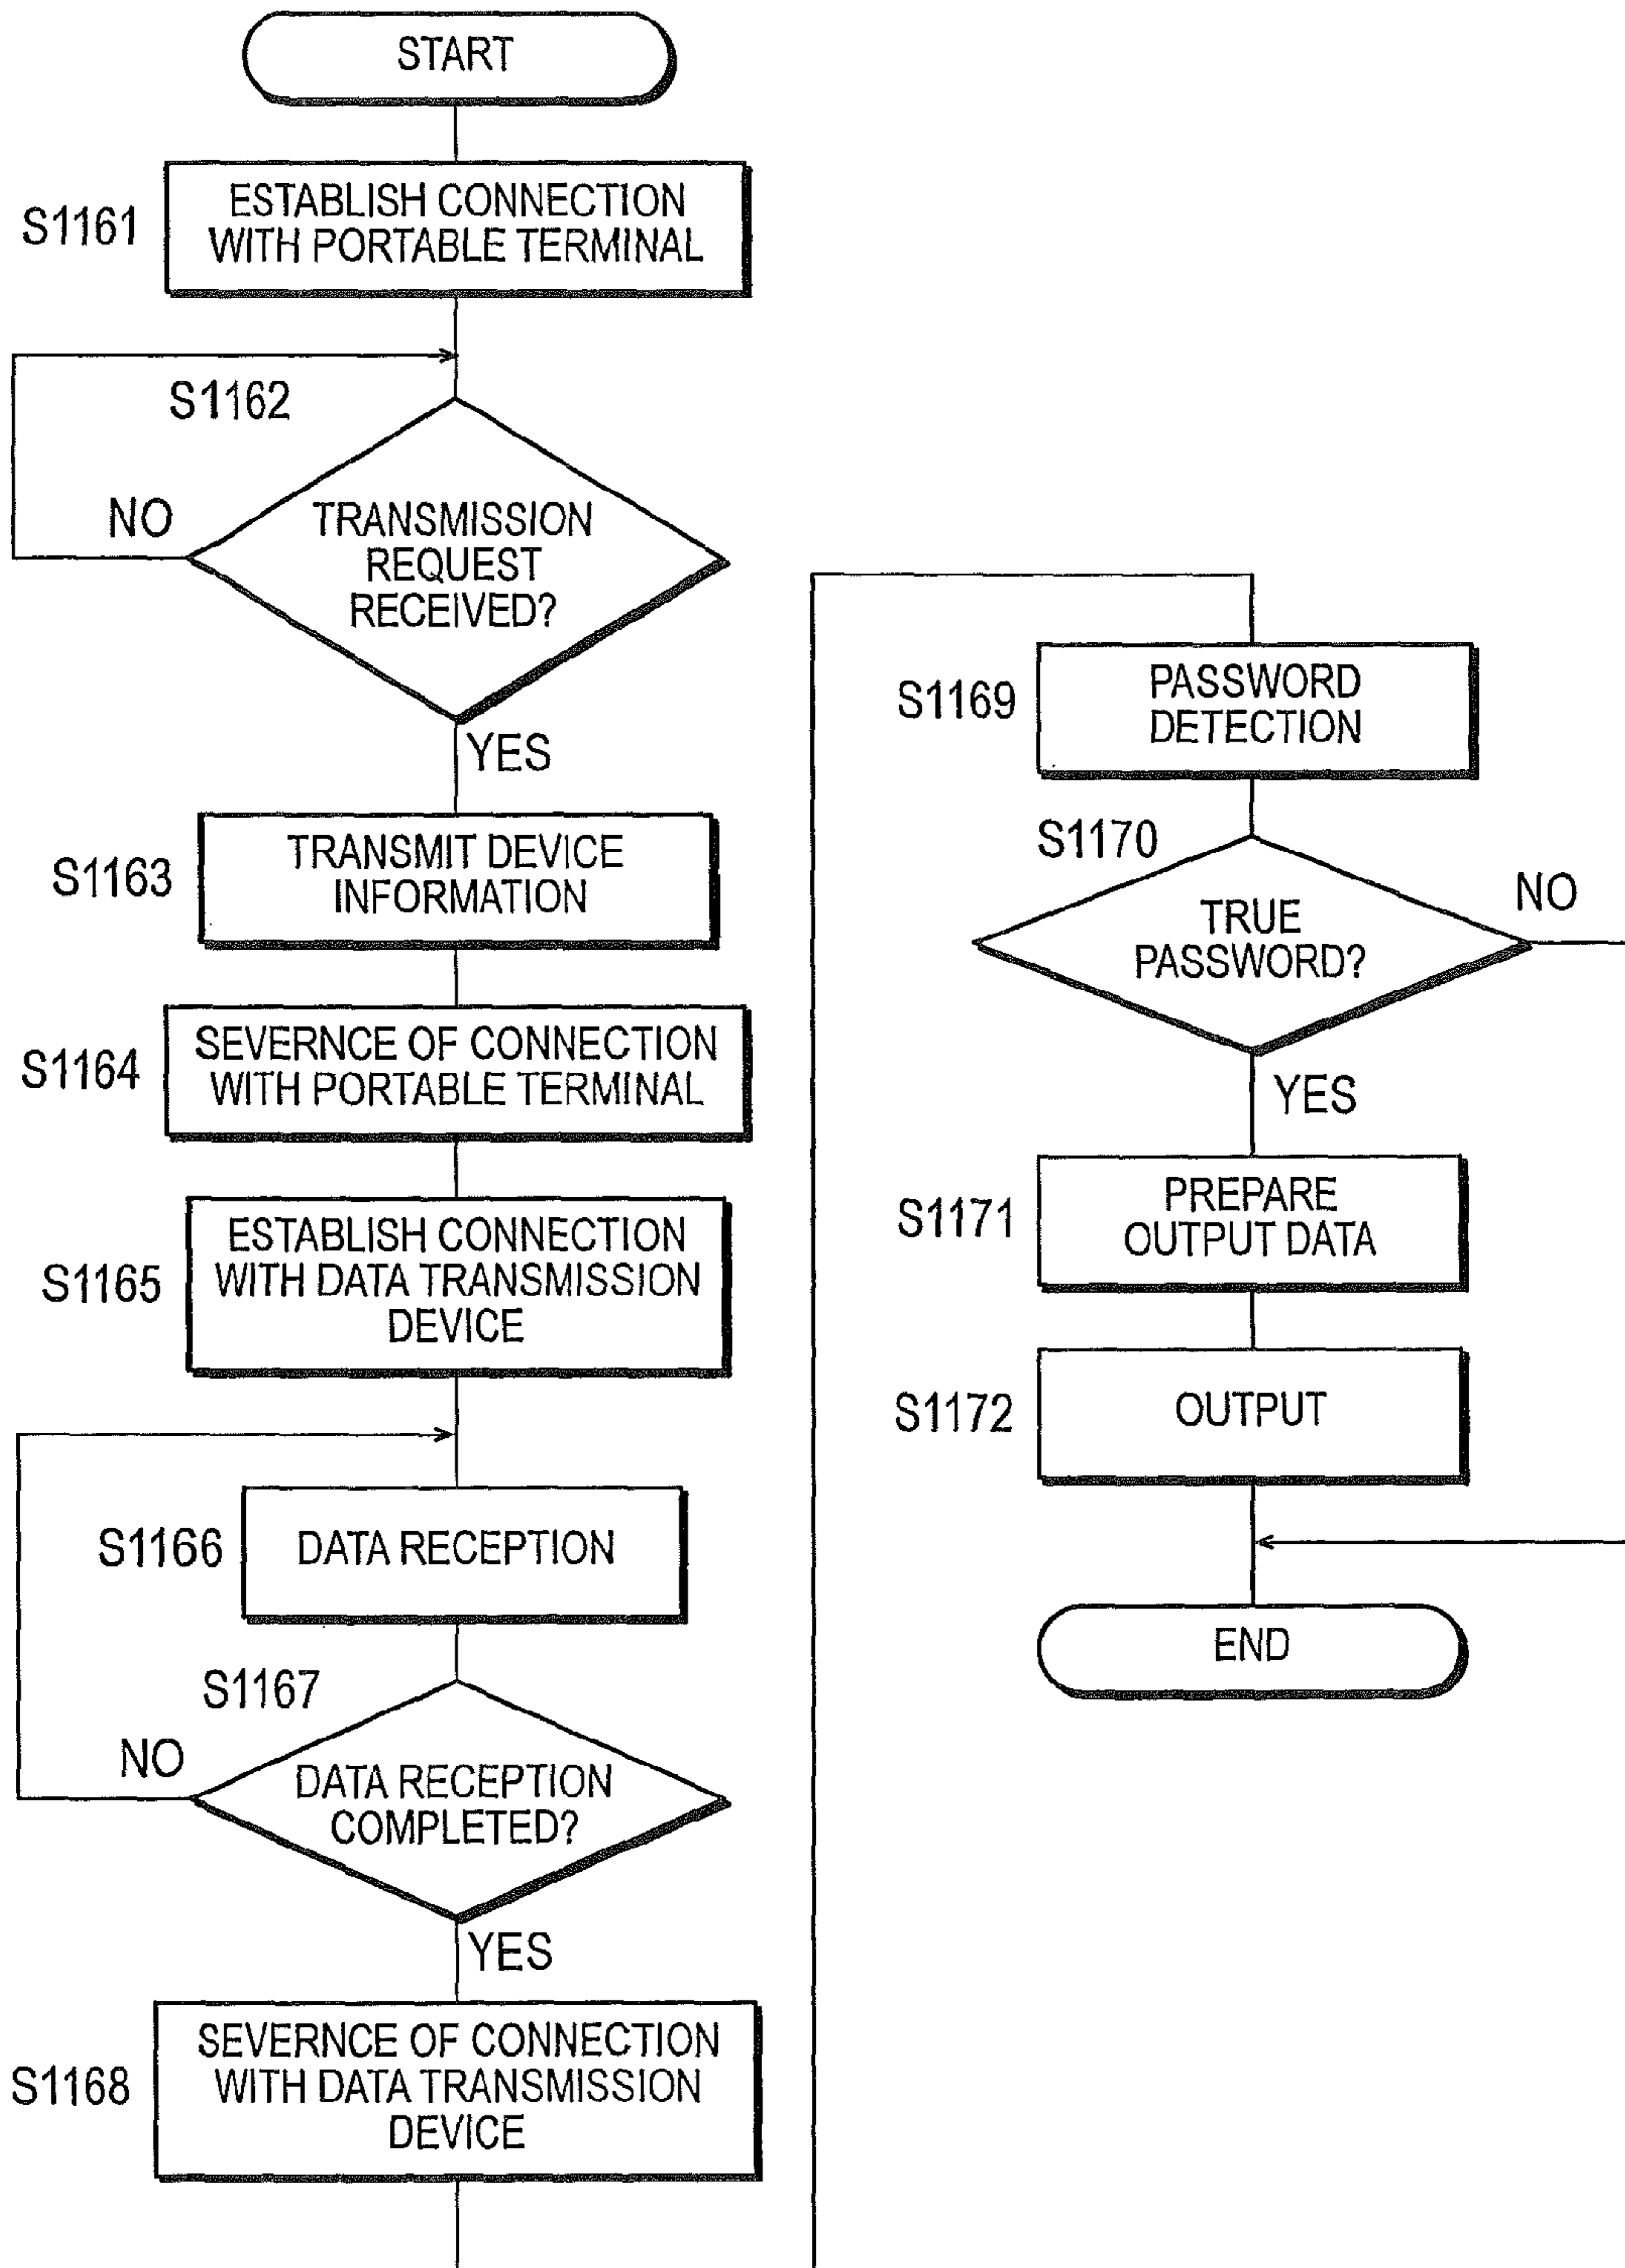 START
S1161
ESTABLISH CONNECTION
WITH PORTABLE TERMINAL
S1162
NO
TRANSMISSION
REQUEST
RECEIVED?
YES
S1163
TRANSMIT DEVICE
INFORMATION
S1164
SEVERNCE OF CONNECTION
WITH PORTABLE TERMINAL
S1165
ESTABLISH CONNECTION
WITH DATA TRANSMISSION
DEVICE
S1166
DATA RECEPTION
S1167
NO
DATA RECEPTION
COMPLETED?
YES
S1168
SEVERNCE OF CONNECTION
WITH DATA TRANSMISSION
DEVICE
S1169
PASSWORD
DETECTION
S1170
NO
TRUE
PASSWORD?
YES
S1171
PREPARE
OUTPUT DATA
S1172
OUTPUT
END